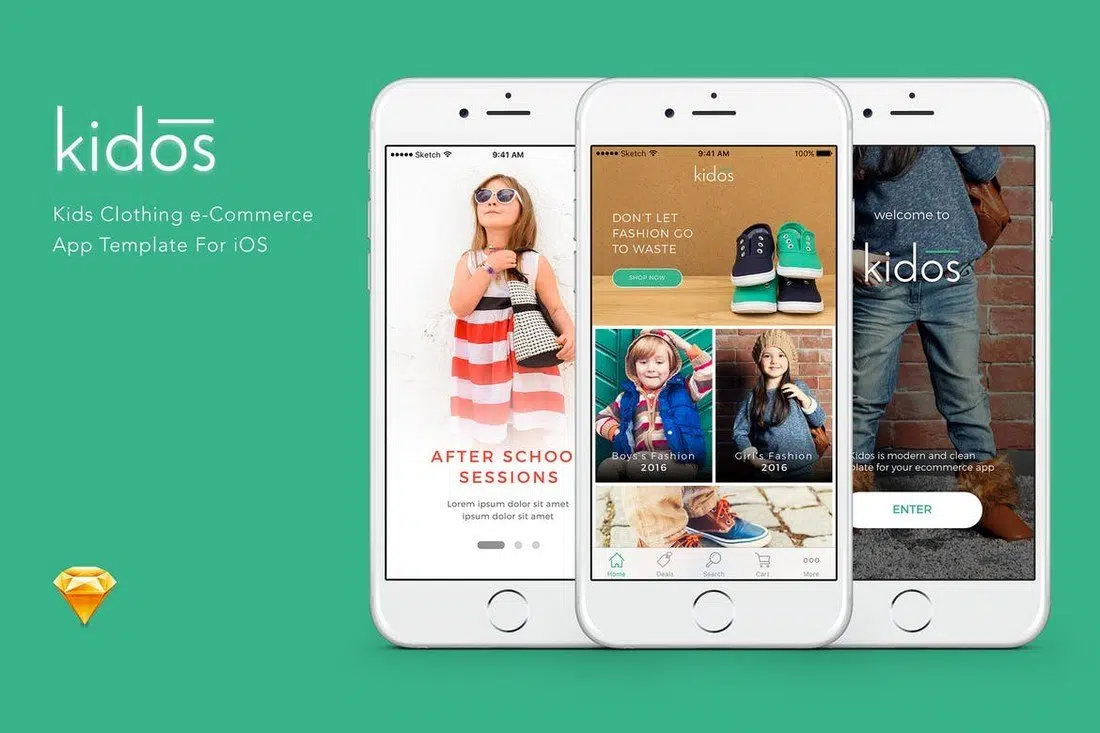 kidos
Kids Clothing e-Commerce
App Template For iOS
Sketch
9:41 AM
AFTER SCHOO
SESSIONS
Lorem ipsum dolor sit amet
ipsum dolor sit amet
Sketch
9:41 AM
100%
kidos
DON'T LET
FASHION GO
TO WASTE
SHOP NOW
Boys's Fashion
2016
Girl's Fashion
2016
Home
Deals
Search
Cart
More
welcome to
kidos
Kidos is modern and clean
plate for your ecommerce app
ENTER